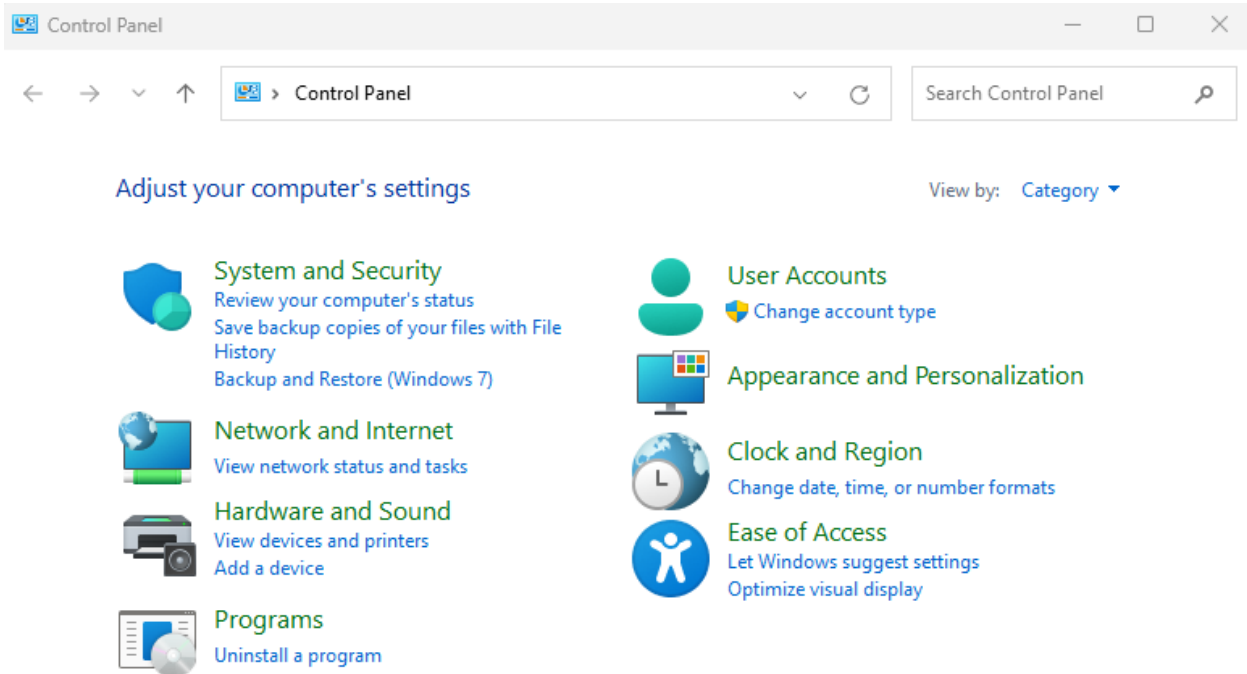 Control Panel
Control Panel
Search Control Panel
Adjust your computer's settings
View by: Category
System and Security
Review your computer's status
Save backup copies of your files with File
History
Backup and Restore (Windows 7)
Network and Internet
View network status and tasks
Hardware and Sound
View devices and printers
Add a device
Programs
Uninstall a program
User Accounts
Change account type
Appearance and Personalization
Clock and Region
Change date, time, or number formats
Ease of Access
Let Windows suggest settings
Optimize visual display